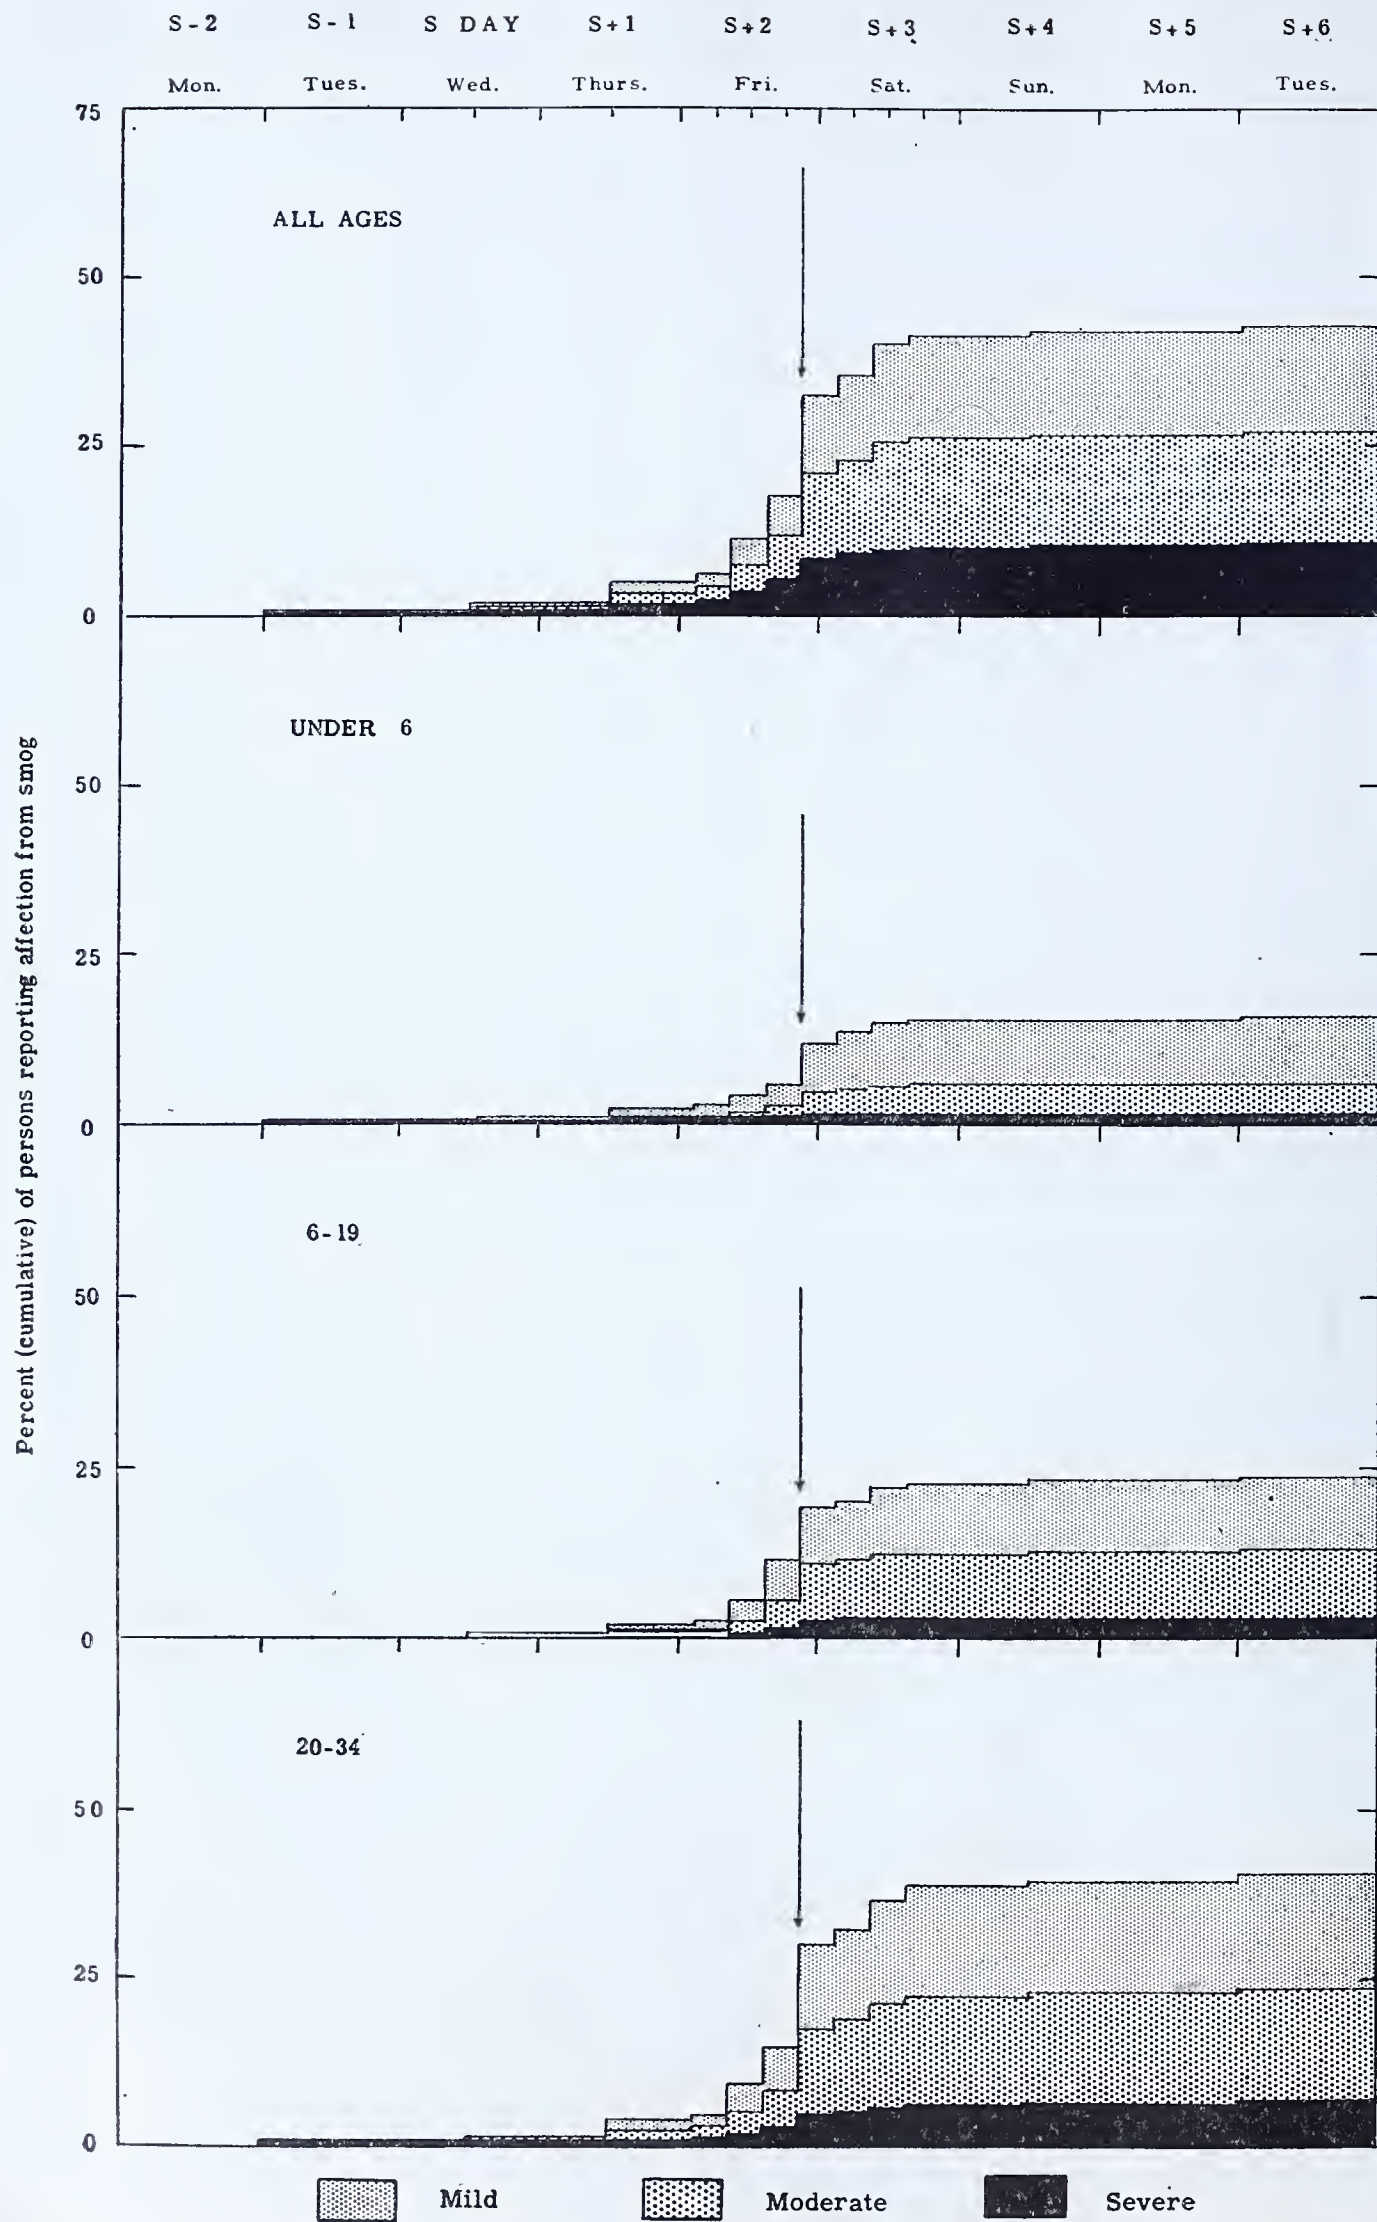 S-2 S-1 S DAY S+1 S+2 S+3 S+4 S+5 S+6
Mon. Tues. Wed. Thurs. Fri. Sat. Sun. Mon. Tues.
75
ALL AGES
50
25
0
UNDER 6
50
25
0
Percent (cumulative) of persons reporting affection from smog
6-19
50
25
0
20-34
50
25
0
Mild Moderate Severe